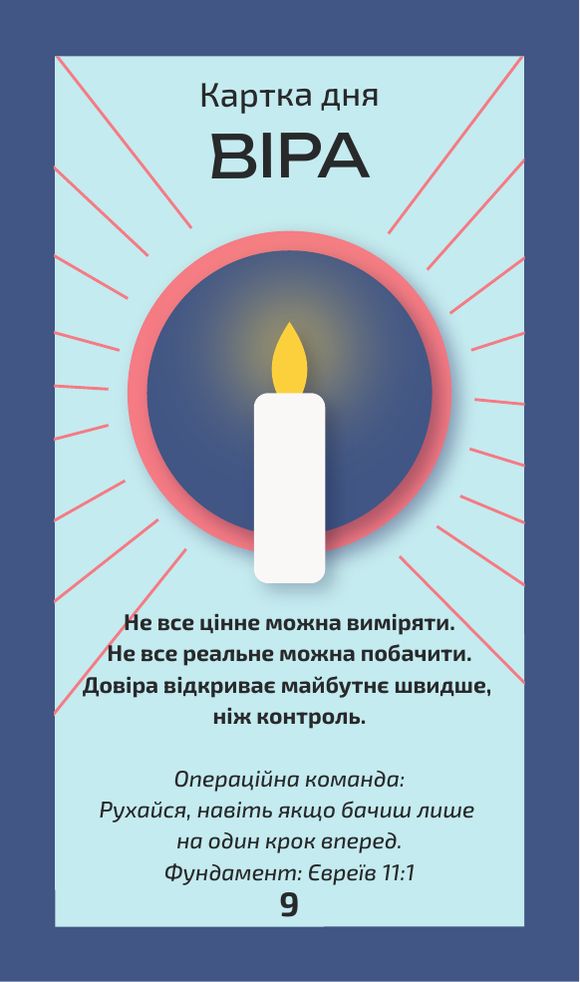 Картка дня
ВІРА
Не все цінне можна виміряти.
Не все реальне можна побачити.
Довіра відкриває майбутнє швидше,
ніж контроль.
Операційна команда:
Рухайся, навіть якщо бачиш лише
на один крок вперед.
Фундамент: Євреїв 11:1
9